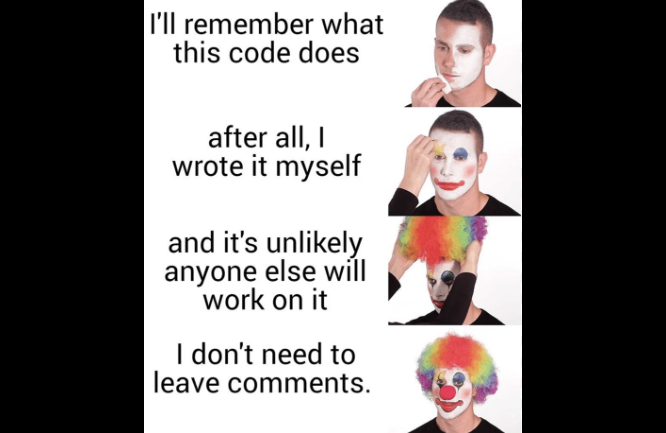 I'll remember what
this code does
after all, I
wrote it myself
and it's unlikely
anyone else will
work on it
I don't need to
leave comments.